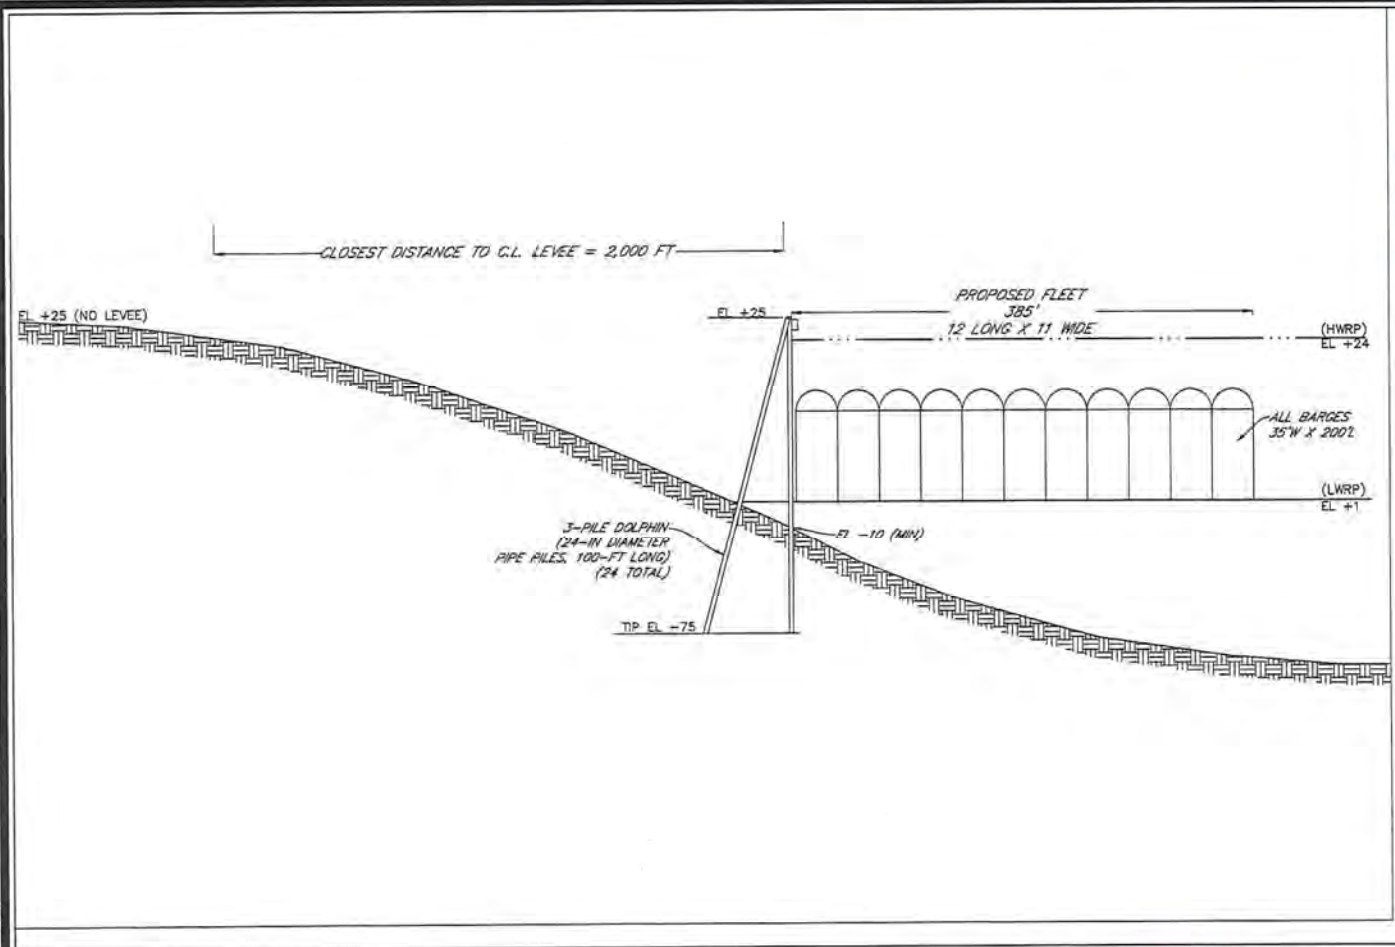 CLOSEST DISTANCE TO C.L. LEVEE = 2,000 FT
EL +25 (NO LEVEE)
EL +25
PROPOSED FLEET
385'
12 LONG X 11 WIDE
(HWRP)
EL +24
ALL BARGES
35'W X 200'L
(LWRP)
EL +1
3-PILE DOLPHIN
(24-IN DIAMETER
PIPE PILES, 100-FT LONG)
(24 TOTAL)
EL -10 (MIN)
TIP EL -75